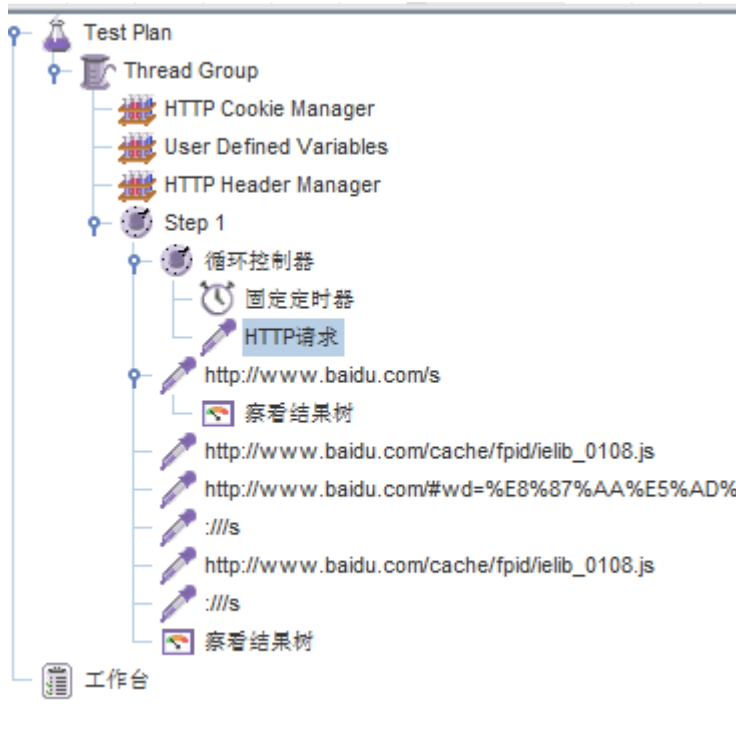 Test Plan
Thread Group
HTTP Cookie Manager
User Defined Variables
HTTP Header Manager
Step 1
循环控制器
固定定时器
HTTP请求
http://www.baidu.com/s
察看结果树
http://www.baidu.com/cache/fpid/ielib_0108.js
http://www.baidu.com/#wd=%E8%87%AA%E5%AD%
:///s
http://www.baidu.com/cache/fpid/ielib_0108.js
:///s
察看结果树
工作台